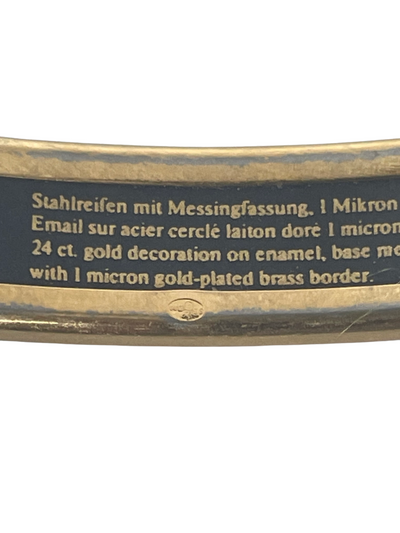 Stahlreifen mit Messingfassung, 1 Mikron
Email sur acier cerclé laiton doré 1 micron
24 ct. gold decoration on enamel, base me
with 1 micron gold-plated brass border.